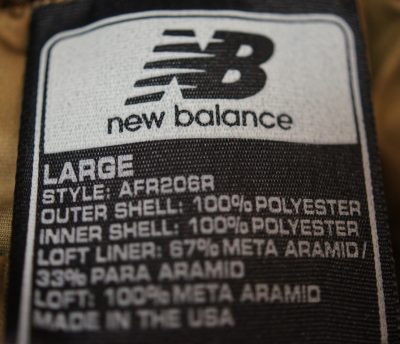 NB
new balance
LARGE
STYLE: AFR206R
OUTER SHELL: 100% POLYESTER
INNER SHELL: 100% POLYESTER
LOFT LINER: 67% META ARAMID/
33% PARA ARAMID
LOFT: 100% META ARAMID
MADE IN THE USA